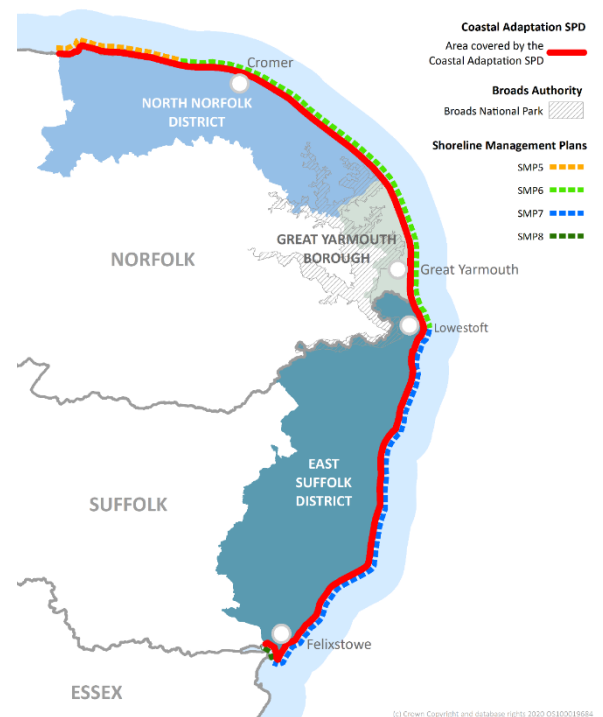 Coastal Adaptation SPD
Area covered by the
Coastal Adaptation SPD
Broads Authority
Broads National Park
Shoreline Management Plans
SMP5
SMP6
SMP7
SMP8
Cromer
NORTH NORFOLK
DISTRICT
GREAT YARMOUTH
BOROUGH
NORFOLK
Great Yarmouth
Lowestoft
EAST
SUFFOLK
DISTRICT
SUFFOLK
Felixstowe
ESSEX
(c) Crown Copyright and database rights 2020 OS100019684